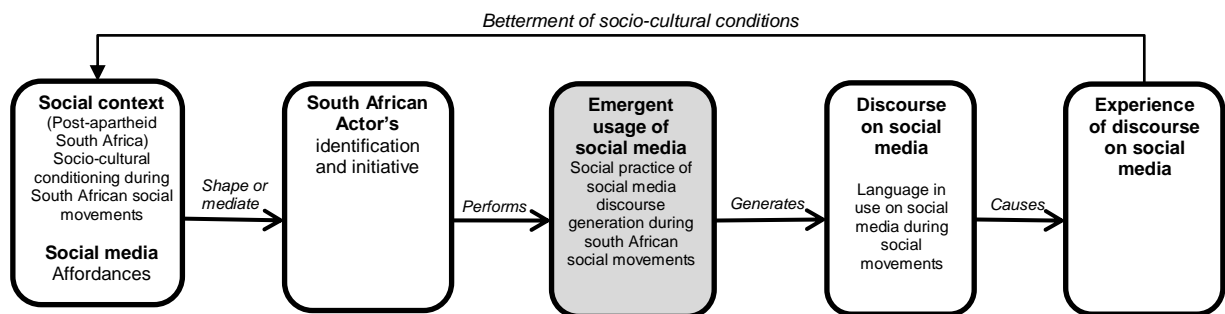 Betterment of socio-cultural conditions
Social context
(Post-apartheid
South Africa)
Socio-cultural
conditioning during
South African social
movements
Social media
Affordances
Shape or
mediate
South African
Actor's
identification
and initiative
Performs
Emergent
usage of
social media
Social practice of
social media
discourse
generation during
south African
social movements
Generates
Discourse
on social
media
Language in
use on social
media during
social
movements
Causes
Experience
of discourse
on social
media